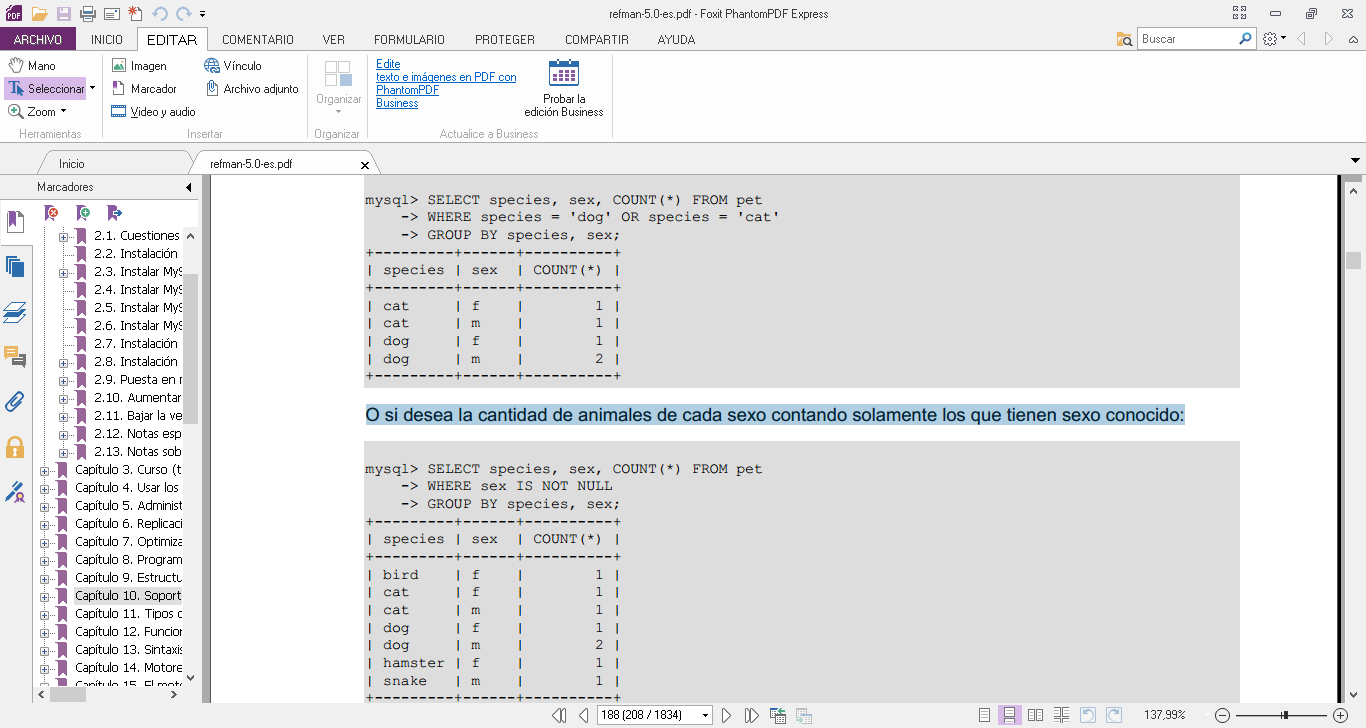 refman-5.0-es.pdf - Foxit PhantomPDF Express
ARCHIVO INICIO EDITAR COMENTARIO VER FORMULARIO PROTEGER COMPARTIR AYUDA
Buscar
Mano
Seleccionar
Zoom
Herramientas
Imagen
Marcador
Video y audio
Vínculo
Archivo adjunto
Insertar
Organizar
Organizar
Edite
texto e imágenes en PDF con
PhantomPDF
Business
Probar la
edición Business
Actualice a Business
Inicio
refman-5.0-es.pdf
Marcadores
2.1. Cuestiones
2.2. Instalación
2.3. Instalar MyS
2.4. Instalar MyS
2.5. Instalar MyS
2.6. Instalar MyS
2.7. Instalación
2.8. Instalación
2.9. Puesta en m
2.10. Aumentar
2.11. Bajar la ve
2.12. Notas esp
2.13. Notas sob
Capítulo 3. Curso (t
Capítulo 4. Usar los
Capítulo 5. Administ
Capítulo 6. Replicaci
Capítulo 7. Optimiza
Capítulo 8. Program
Capítulo 9. Estructu
Capítulo 10. Soport
Capítulo 11. Tipos d
Capítulo 12. Funcior
Capítulo 13. Sintaxis
Capítulo 14. Motore
Capítulo 15. El moto
mysql> SELECT species, sex, COUNT(*) FROM pet
-> WHERE species = 'dog' OR species = 'cat'
-> GROUP BY species, sex;
+---------+------+----------+
| species | sex  | COUNT(*) |
+---------+------+----------+
| cat     | f    |        1 |
| cat     | m    |        1 |
| dog     | f    |        1 |
| dog     | m    |        2 |
+---------+------+----------+
O si desea la cantidad de animales de cada sexo contando solamente los que tienen sexo conocido:
mysql> SELECT species, sex, COUNT(*) FROM pet
-> WHERE sex IS NOT NULL
-> GROUP BY species, sex;
+---------+------+----------+
| species | sex  | COUNT(*) |
+---------+------+----------+
| bird    | f    |        1 |
| cat     | f    |        1 |
| cat     | m    |        1 |
| dog     | f    |        1 |
| dog     | m    |        2 |
| hamster | f    |        1 |
| snake   | m    |        1 |
+---------+------+----------+
188 (208 / 1834)
137,99%